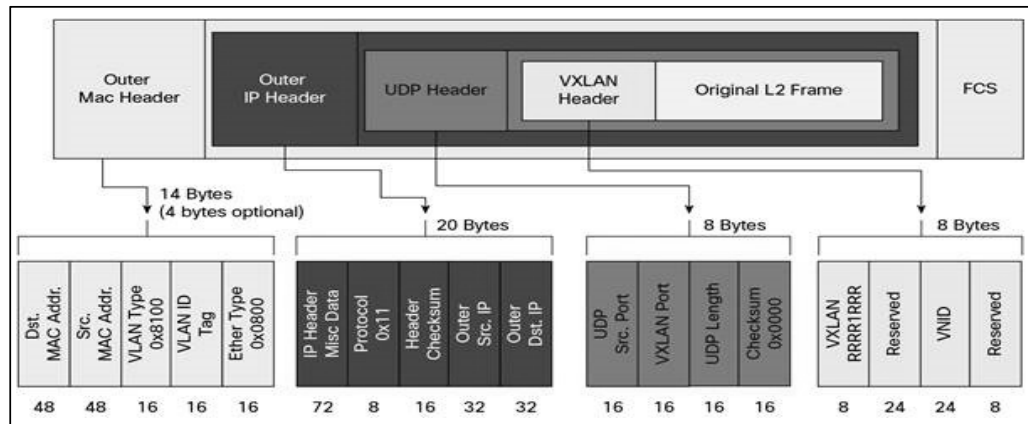 Outer
Mac Header
Outer
IP Header
UDP Header
VXLAN
Header
Original L2 Frame
FCS
14 Bytes
(4 bytes optional)
20 Bytes
8 Bytes
8 Bytes
Dst.
MAC Addr.
Src.
MAC Addr.
VLAN Type
0x8100
VLAN ID
Tag
Ether Type
0x0800
IP Header
Misc Data
Protocol
0x11
Header
Checksum
Outer
Src. IP
Outer
Dst. IP
UDP
Src. Port
VXLAN Port
UDP Length
Checksum
0x0000
VXLAN
RRRR1RRR
Reserved
VNID
Reserved
48 48 16 16 16 72 8 16 32 32 16 16 16 16 8 24 24 8